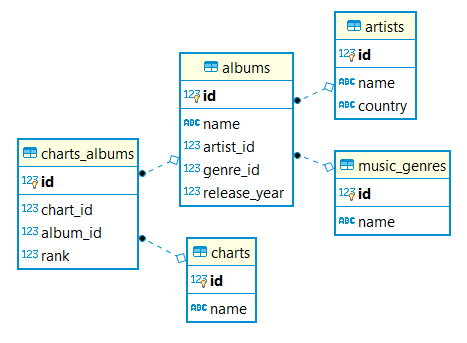 artists
123 id
ABC name
ABC country
albums
123 id
ABC name
123 artist_id
123 genre_id
123 release_year
music_genres
123 id
ABC name
charts_albums
123 id
123 chart_id
123 album_id
123 rank
charts
123 id
ABC name